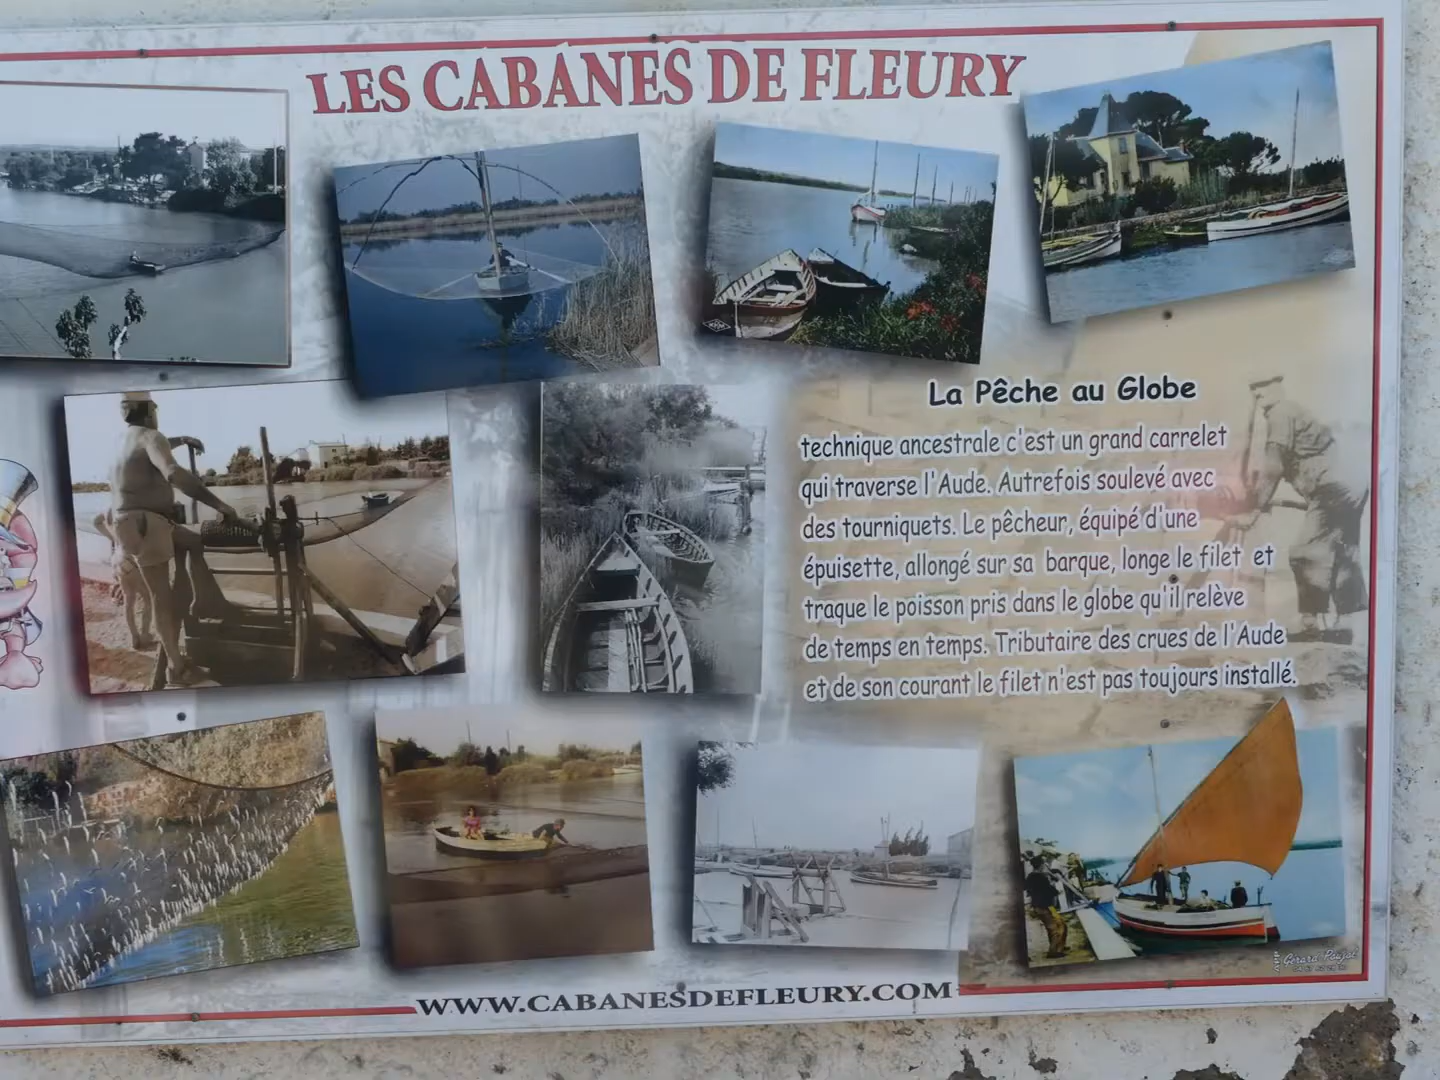 LES CABANES DE FLEURY
La Pêche au Globe
technique ancestrale c'est un grand carrelet
qui traverse l'Aude. Autrefois soulevé avec
des tourniquets. Le pêcheur, équipé d'une
épuisette, allongé sur sa barque, longe le filet et
traque le poisson pris dans le globe qu'il relève
de temps en temps. Tributaire des crues de l'Aude
et de son courant le filet n'est pas toujours installé.
Gérard Poujol
WWW.CABANESDEFLEURY.COM